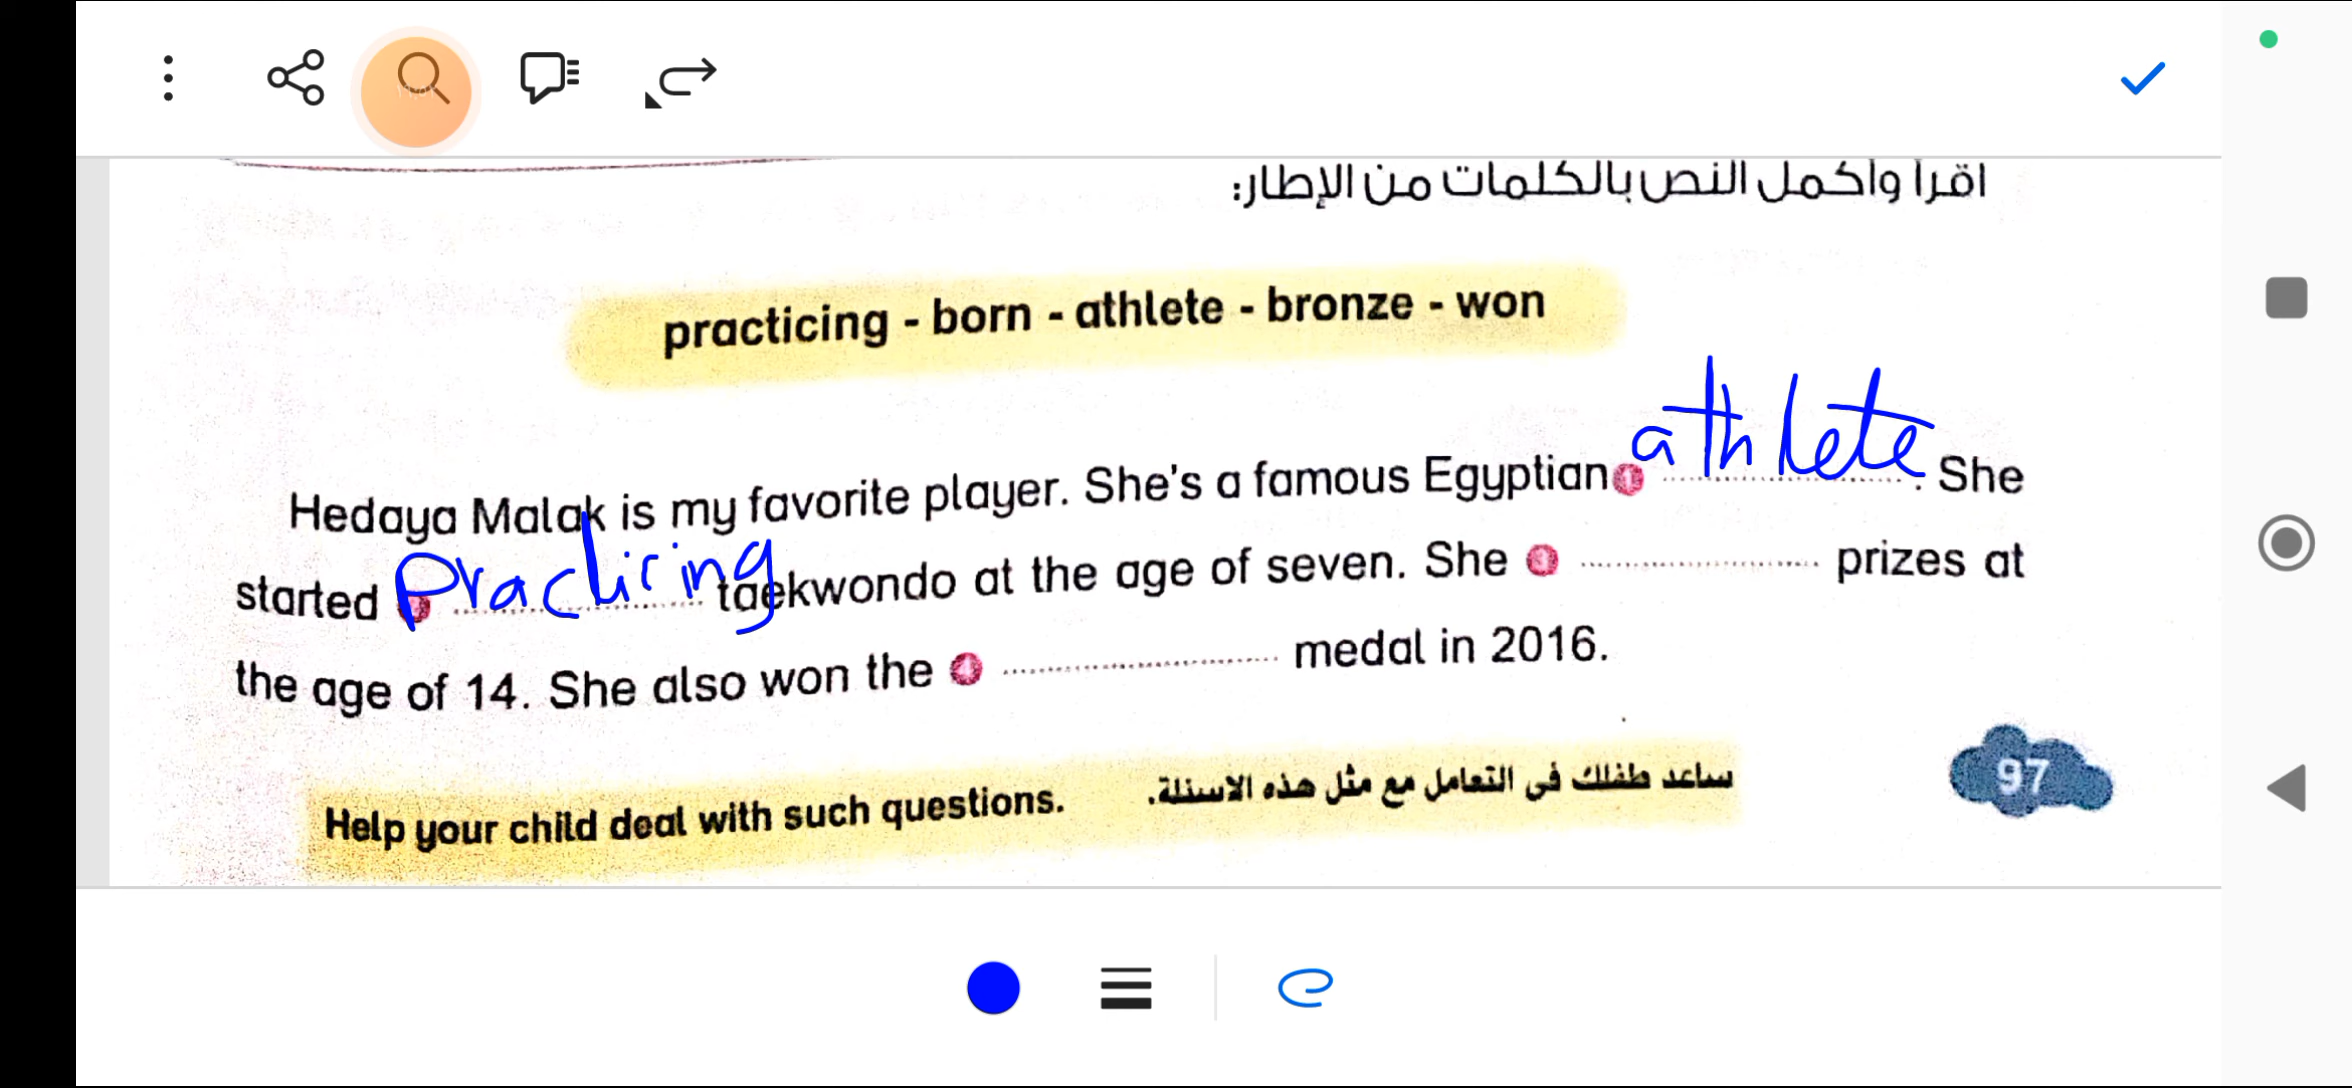 اقرأ وأكمل النص بالكلمات من الإطار:
practicing - born - athlete - bronze - won
Hedaya Malak is my favorite player. She's a famous Egyptian 1 athlete. She
started practicing taekwondo at the age of seven. She 3 .................... prizes at
the age of 14. She also won the 4 .................... medal in 2016.
Help your child deal with such questions. ساعد طفلك فى التعامل مع مثل هذه الاسئلة.
97